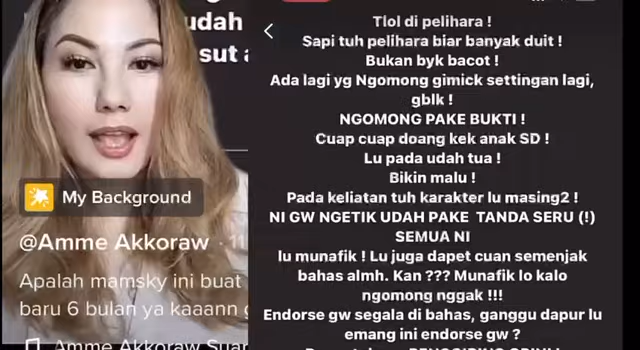 udah
sut a
My Background
@Amme Akkoraw · 11
Apalah mamsky ini buat
baru 6 bulan ya kaaann
Amme Akkoraw Suar
Tlol di pelihara !
Sapi tuh pelihara biar banyak duit !
Bukan byk bacot !
Ada lagi yg Ngomong gimick settingan lagi,
gblk !
NGOMONG PAKE BUKTI !
Cuap cuap doang kek anak SD !
Lu pada udah tua !
Bikin malu !
Pada keliatan tuh karakter lu masing2 !
NI GW NGETIK UDAH PAKE TANDA SERU (!)
SEMUA NI
lu munafik ! Lu juga dapet cuan semenjak
bahas almh. Kan ??? Munafik lo kalo
ngomong nggak !!!
Endorse gw segala di bahas, ganggu dapur lu
emang ini endorse gw ?